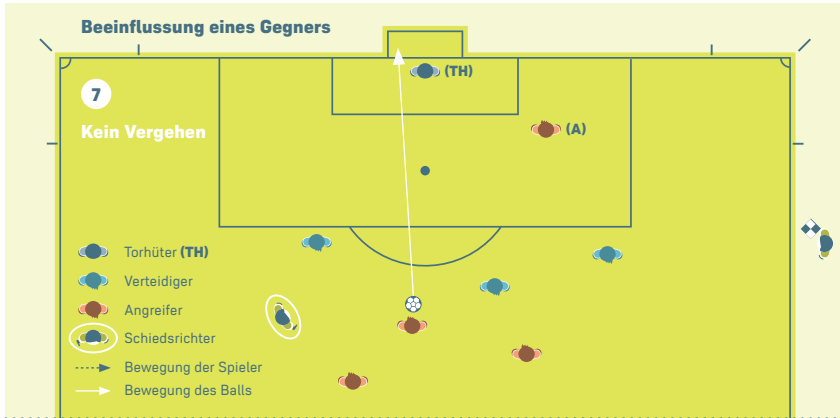 Beeinflussung eines Gegners
(TH)
7
Kein Vergehen
(A)
Torhüter (TH)
Verteidiger
Angreifer
Schiedsrichter
Bewegung der Spieler
Bewegung des Balls